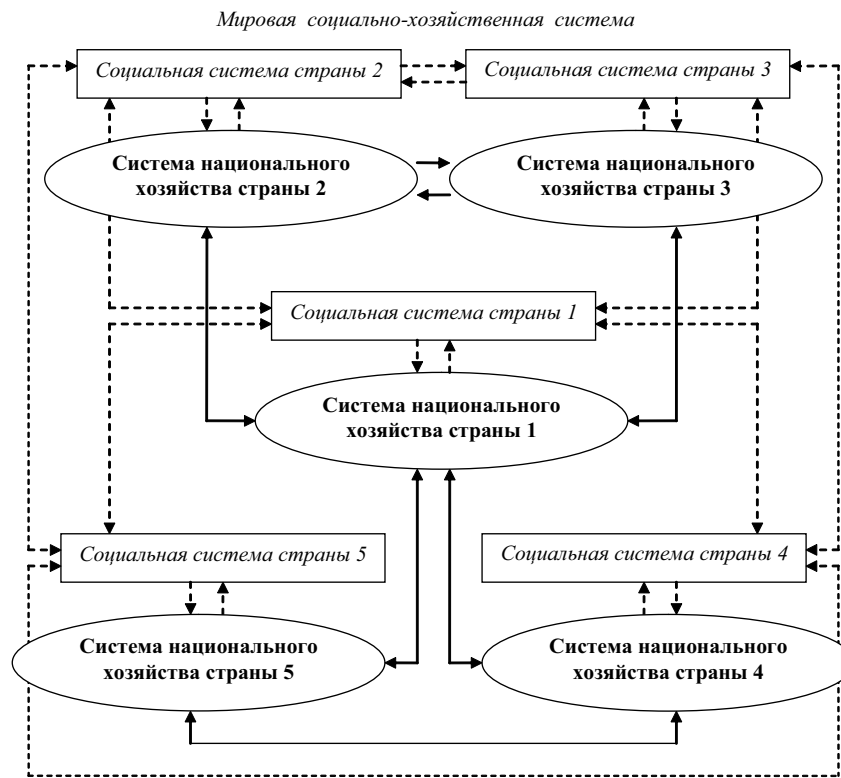 Мировая социально-хозяйственная система
Социальная система страны 2
Социальная система страны 3
Система национального
хозяйства страны 2
Система национального
хозяйства страны 3
Социальная система страны 1
Система национального
хозяйства страны 1
Социальная система страны 5
Социальная система страны 4
Система национального
хозяйства страны 5
Система национального
хозяйства страны 4